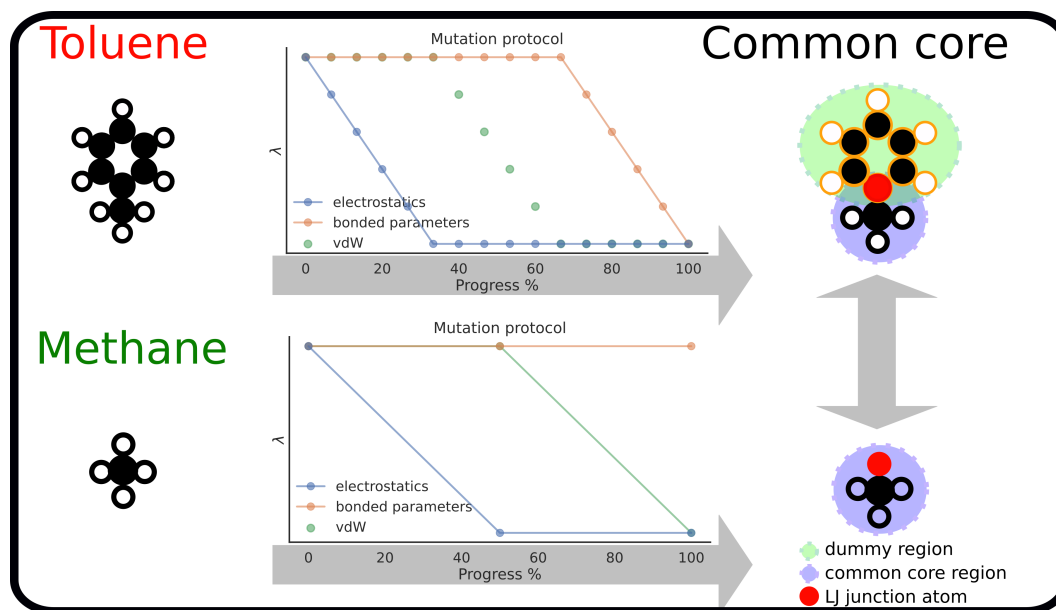 Toluene
Mutation protocol
Common core
λ
electrostatics
bonded parameters
vdW
0 20 40 60 80 100
Progress %
Methane
Mutation protocol
λ
electrostatics
bonded parameters
vdW
0 20 40 60 80 100
Progress %
dummy region
common core region
LJ junction atom